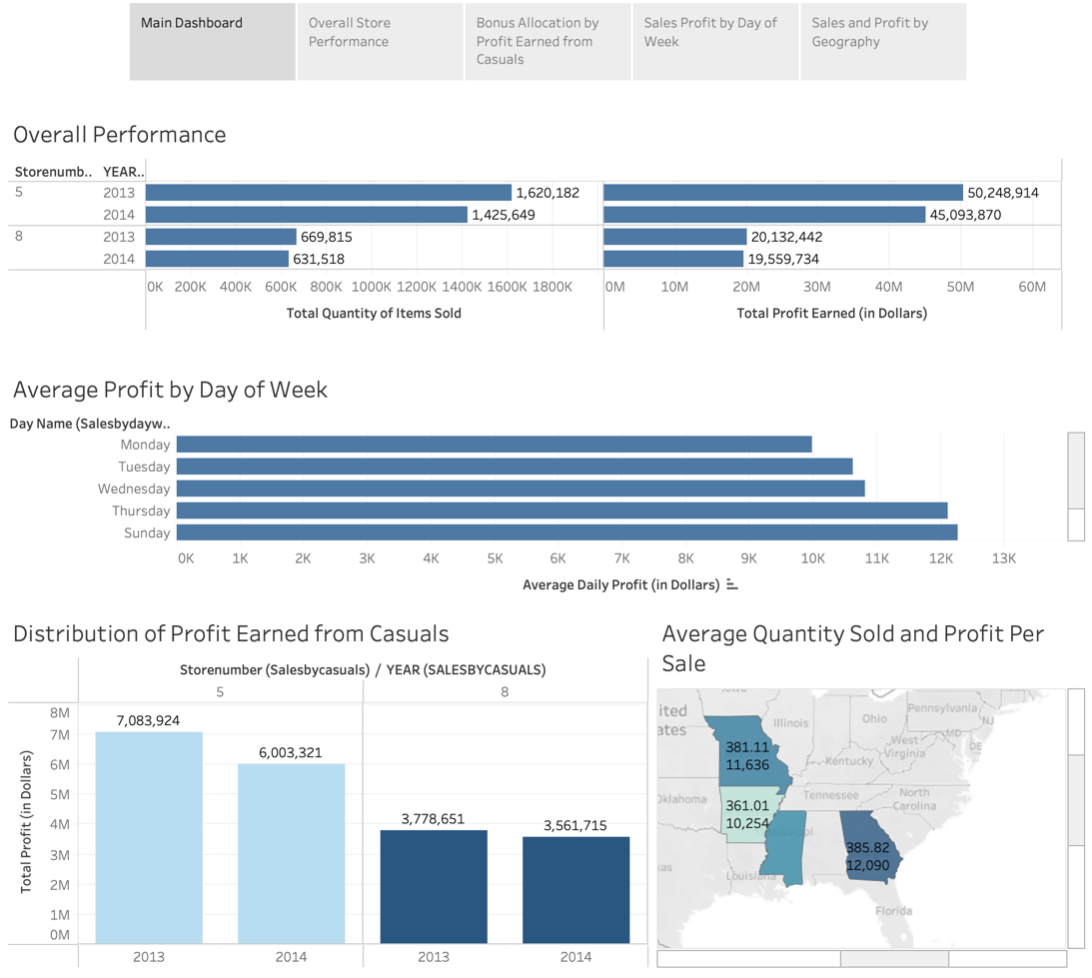 Main Dashboard
Overall Store
Performance
Bonus Allocation by
Profit Earned from
Casuals
Sales Profit by Day of
Week
Sales and Profit by
Geography
Overall Performance
Storenumb.. YEAR..
5 2013 1,620,182 50,248,914
2014 1,425,649 45,093,870
8 2013 669,815 20,132,442
2014 631,518 19,559,734
0K 200K 400K 600K 800K 1000K 1200K 1400K 1600K 1800K 0M 10M 20M 30M 40M 50M 60M
Total Quantity of Items Sold Total Profit Earned (in Dollars)
Average Profit by Day of Week
Day Name (Salesbydayw..
Monday
Tuesday
Wednesday
Thursday
Sunday
0K 1K 2K 3K 4K 5K 6K 7K 8K 9K 10K 11K 12K 13K
Average Daily Profit (in Dollars)
Distribution of Profit Earned from Casuals
Storenumber (Salesbycasuals) / YEAR (SALESBYCASUALS)
5 8
Total Profit (in Dollars)
8M
7M
6M
5M
4M
3M
2M
1M
0M
7,083,924
6,003,321
3,778,651
3,561,715
2013 2014 2013 2014
Average Quantity Sold and Profit Per
Sale
Iowa
ited
ates
Illinois
Ohio
Pennsylvania
NJ
West
Virginia
MD
DE
Kentucky
381.11
11,636
Oklahoma
361.01
10,254
Tennessee
North
Carolina
385.82
12,090
Louisiana
Florida